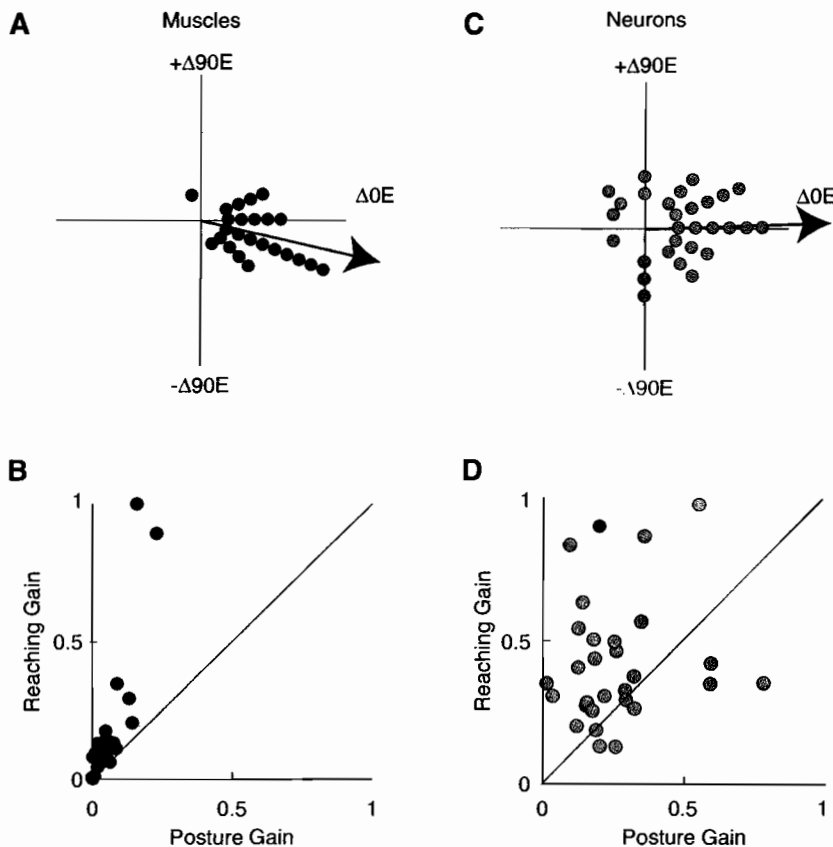 A
Muscles
+Δ90E
Δ0E
-Δ90E
C
Neurons
+Δ90E
Δ0E
-Δ90E
B
1
0.5
0
Reaching Gain
0
0.5
1
Posture Gain
D
1
0.5
0
Reaching Gain
0
0.5
1
Posture Gain